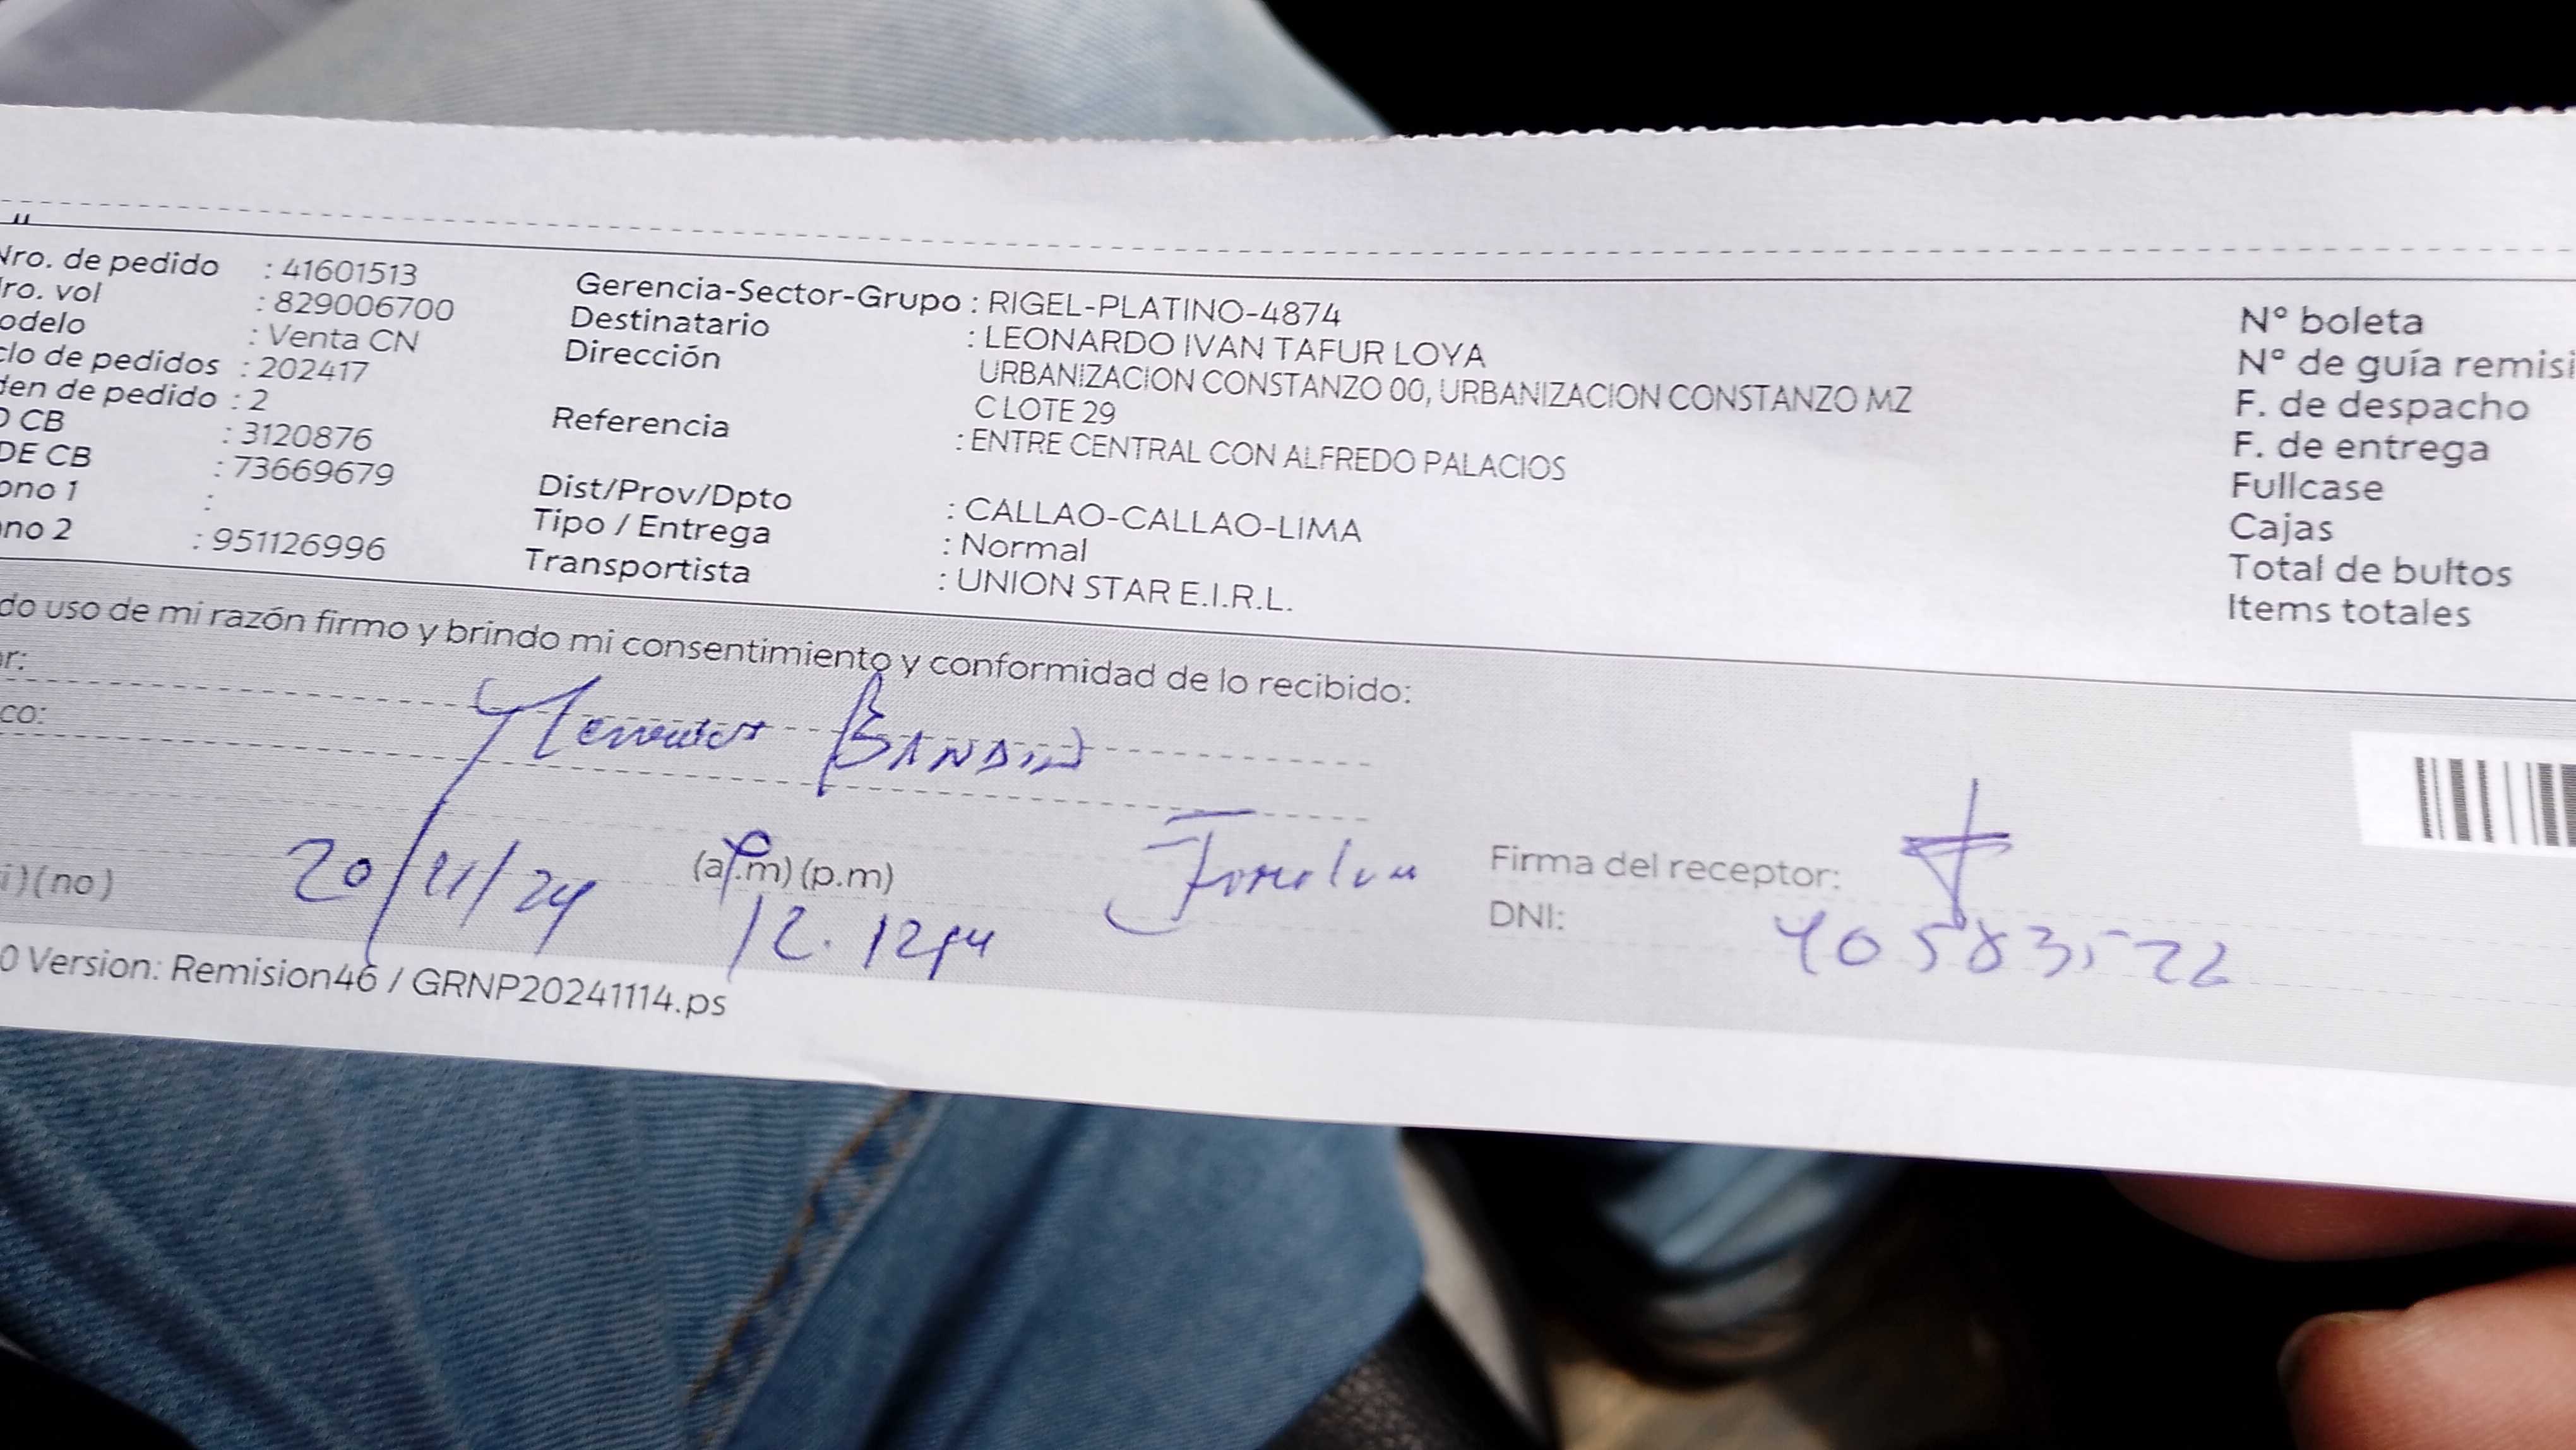 Nro. de pedido : 41601513
ro. vol : 829006700
odelo : Venta CN
clo de pedidos : 202417
den de pedido : 2
O CB : 3120876
DE CB : 73669679
ono 1 :
ono 2 : 951126996
Gerencia-Sector-Grupo : RIGEL-PLATINO-4874
Destinatario : LEONARDO IVAN TAFUR LOYA
Dirección URBANIZACION CONSTANZO 00, URBANIZACION CONSTANZO MZ
C LOTE 29
Referencia : ENTRE CENTRAL CON ALFREDO PALACIOS
Dist/Prov/Dpto : CALLAO-CALLAO-LIMA
Tipo / Entrega : Normal
Transportista : UNION STAR E.I.R.L.
N° boleta
N° de guía remisi
F. de despacho
F. de entrega
Fullcase
Cajas
Total de bultos
Items totales
do uso de mi razón firmo y brindo mi consentimiento y conformidad de lo recibido:
or:
co:
i) (no) 20/11/24 (a.m) (p.m)
12.12pm
Firma del receptor:
DNI: 40583522
0 Version: Remision46 / GRNP20241114.ps